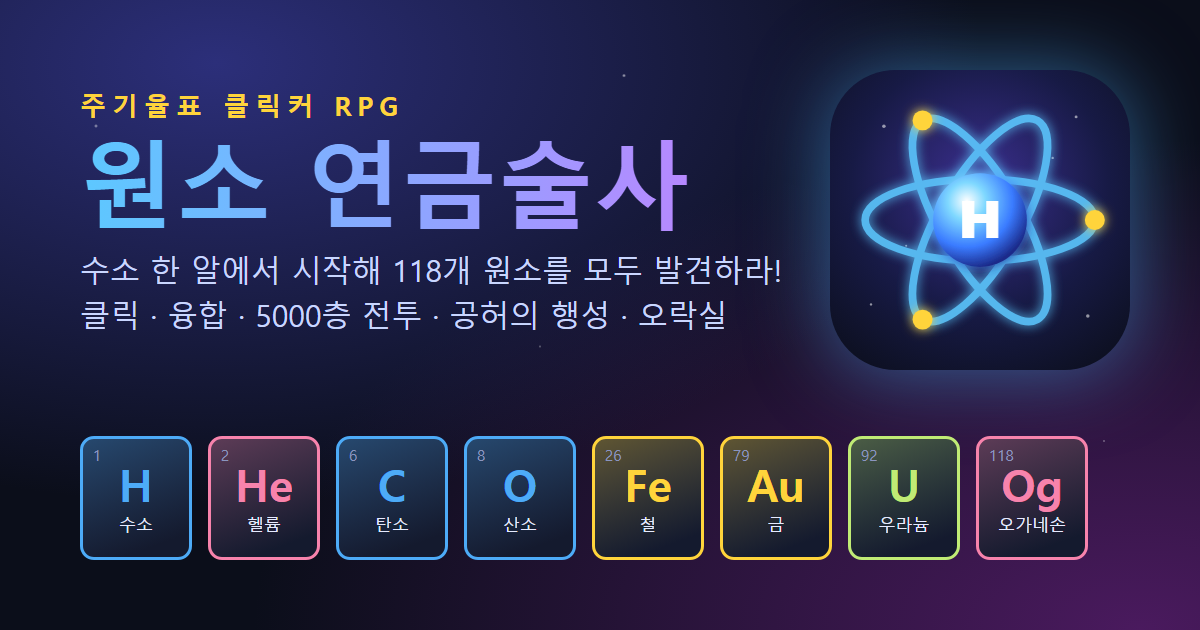 주기율표 클릭커 RPG
원소 연금술사
수소 한 알에서 시작해 118개 원소를 모두 발견하라!
클릭 · 융합 · 5000층 전투 · 공허의 행성 · 오락실
H
1
H
수소
2
He
헬륨
6
C
탄소
8
O
산소
26
Fe
철
79
Au
금
92
U
우라늄
118
Og
오가네손